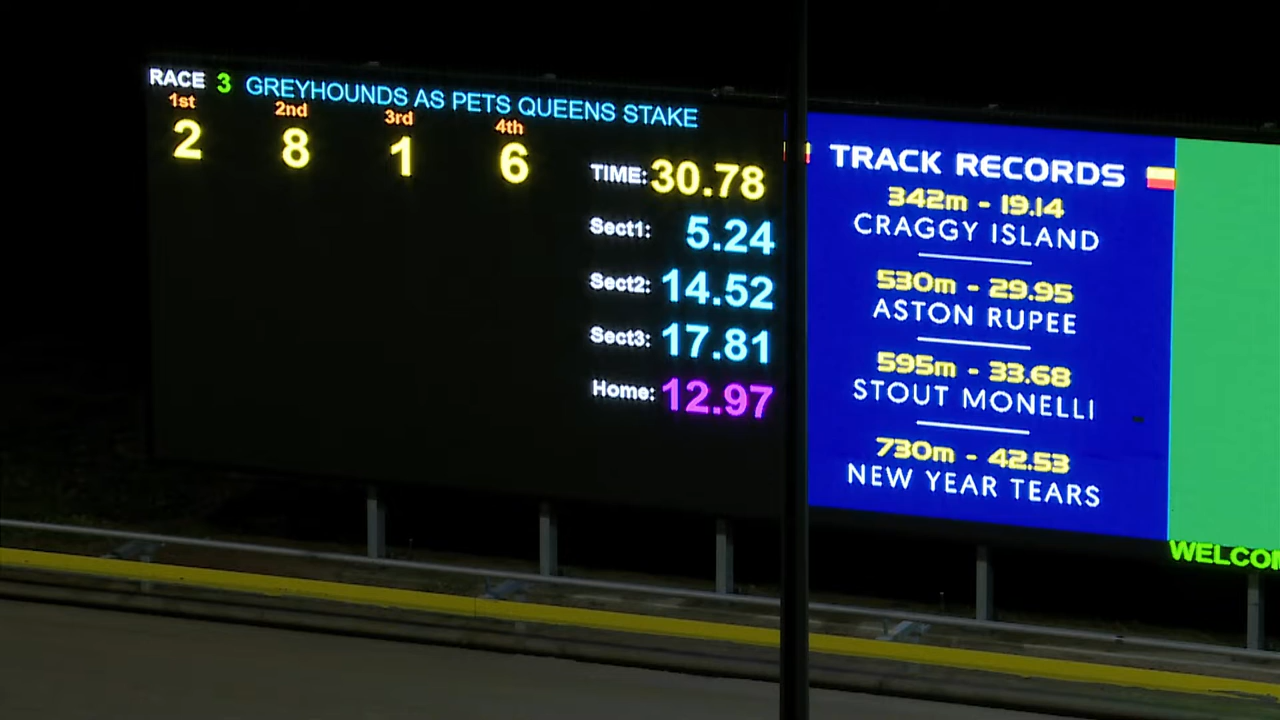 RACE 3 GREYHOUNDS AS PETS QUEENS STAKE
1st 2nd 3rd 4th
2 8 1 6
TIME: 30.78
Sect1: 5.24
Sect2: 14.52
Sect3: 17.81
Home: 12.97
TRACK RECORDS
342m - 19.14
CRAGGY ISLAND
530m - 29.95
ASTON RUPEE
595m - 33.68
STOUT MONELLI
730m - 42.53
NEW YEAR TEARS